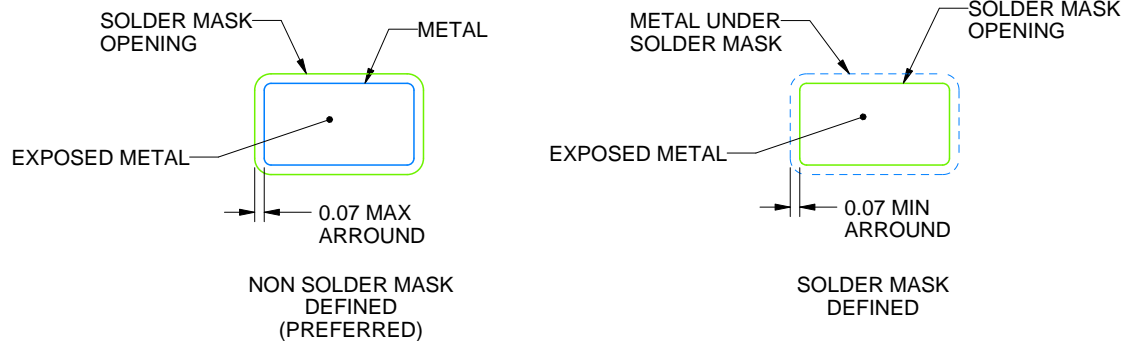 SOLDER MASK
OPENING
METAL
EXPOSED METAL
0.07 MAX
ARROUND
NON SOLDER MASK
DEFINED
(PREFERRED)
METAL UNDER
SOLDER MASK
SOLDER MASK
OPENING
EXPOSED METAL
0.07 MIN
ARROUND
SOLDER MASK
DEFINED